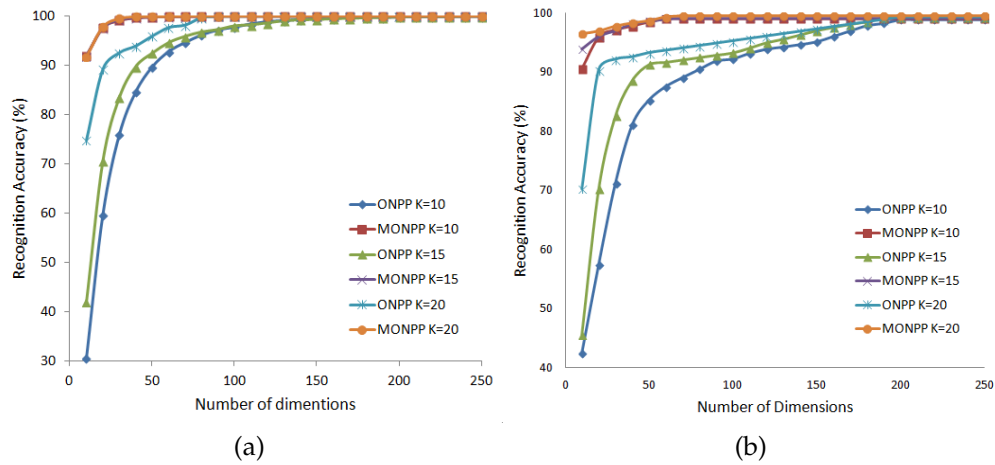 100
90
80
70
60
50
40
30
0
50
100
150
200
250
Recognition Accuracy (%)
Number of dimentions
ONPP K=10
MONPP K=10
ONPP K=15
MONPP K=15
ONPP K=20
MONPP K=20
(a)
100
90
80
70
60
50
40
0
50
100
150
200
250
Recognition Accuracy (%)
Number of Dimensions
ONPP K=10
MONPP K=10
ONPP K=15
MONPP K=15
ONPP K=20
MONPP K=20
(b)